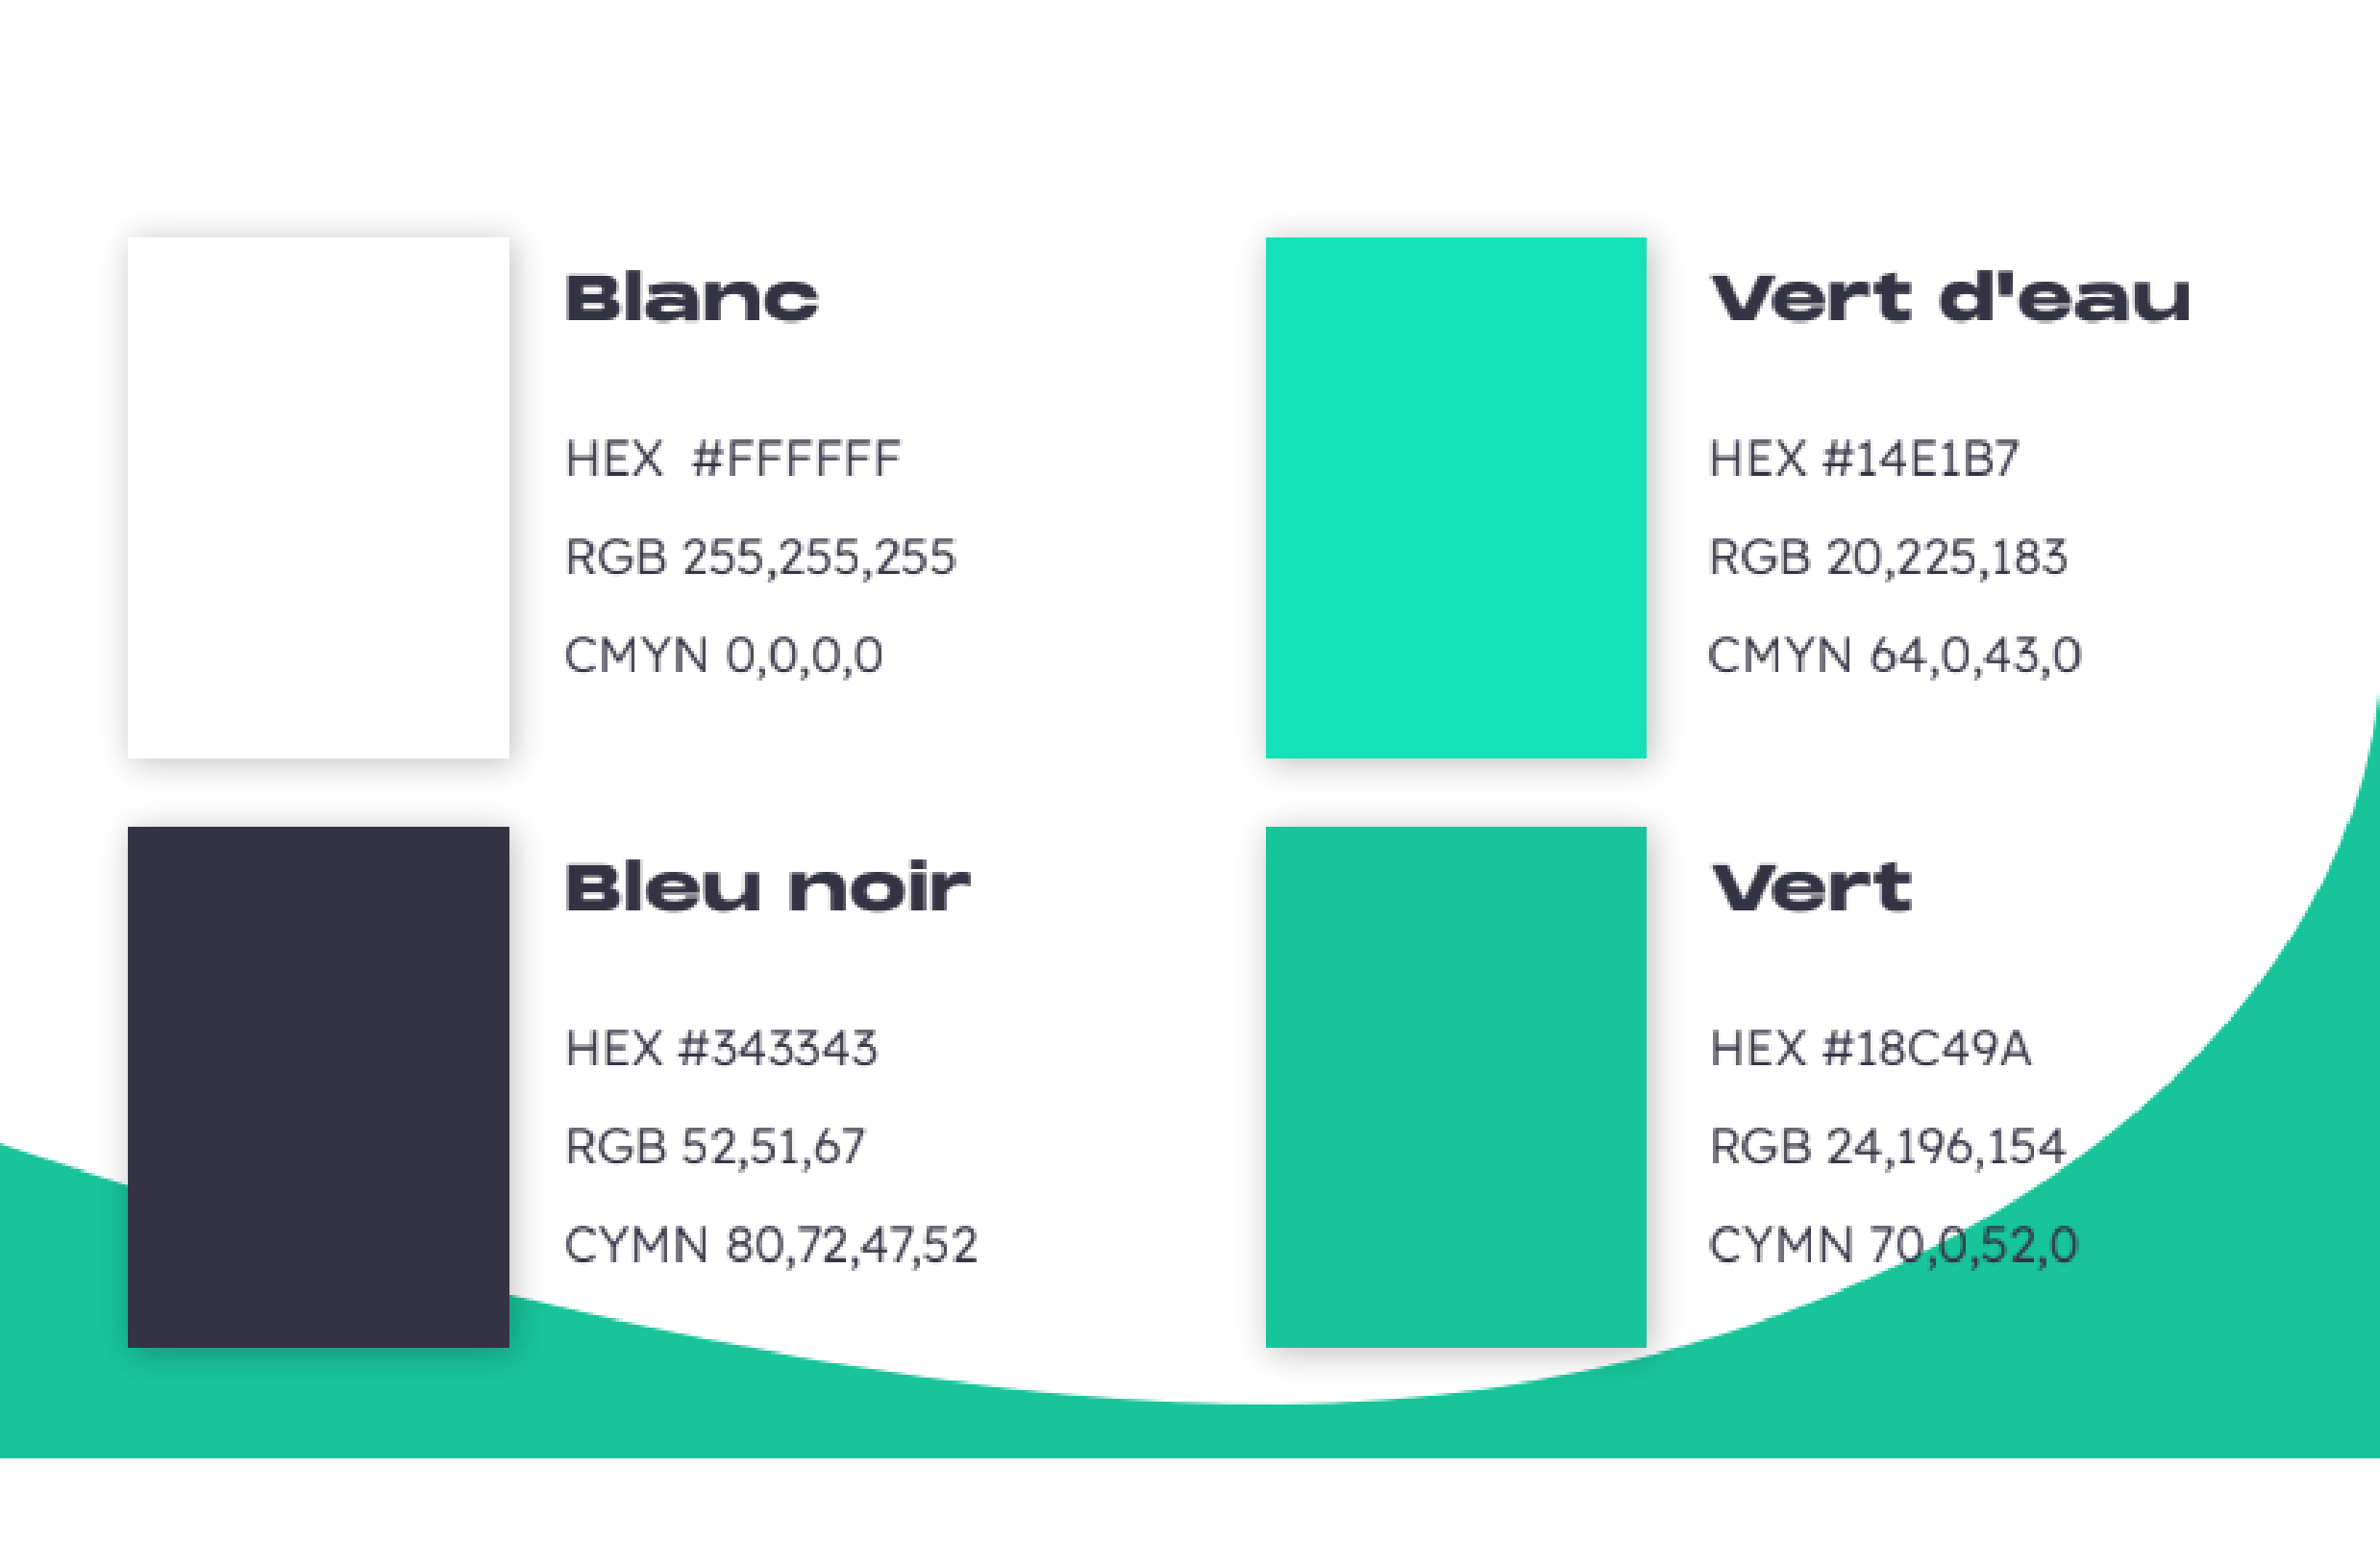 Blanc
HEX  #FFFFFF
RGB 255,255,255
CMYN 0,0,0,0
Vert d'eau
HEX #14E1B7
RGB 20,225,183
CMYN 64,0,43,0
Bleu noir
HEX #343343
RGB 52,51,67
CYMN 80,72,47,52
Vert
HEX #18C49A
RGB 24,196,154
CYMN 70,0,52,0